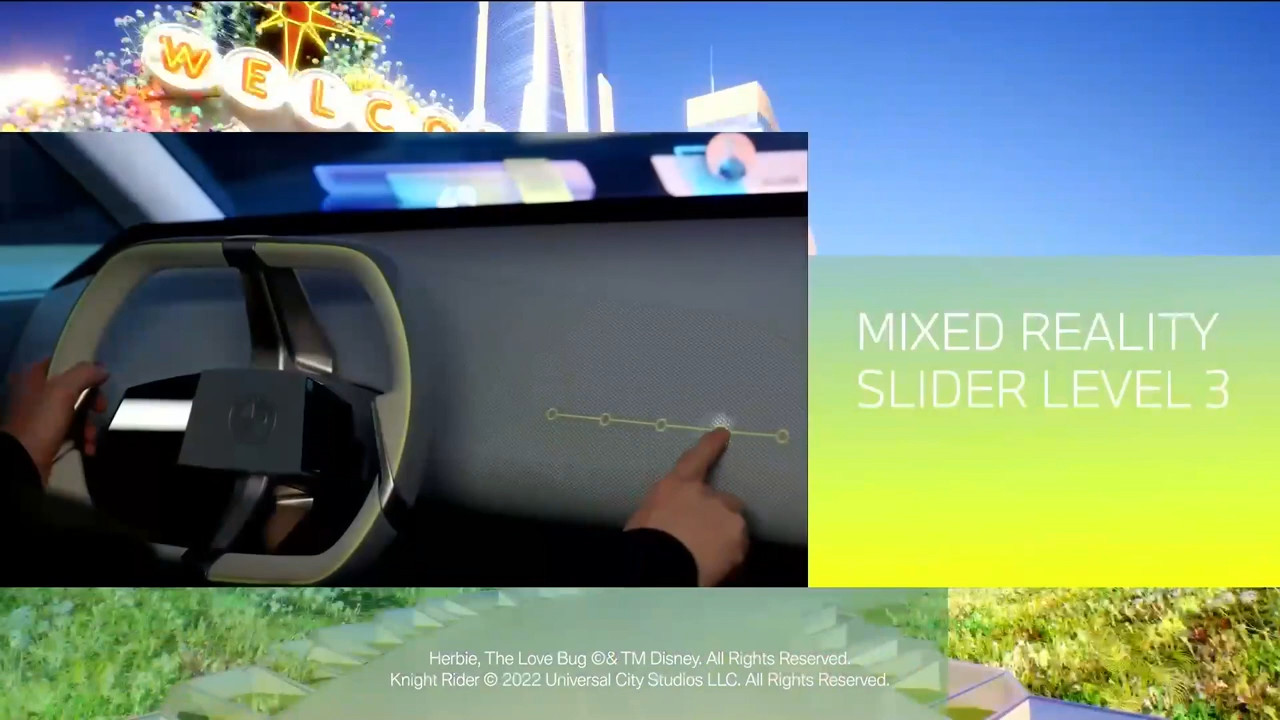 WELCO
MIXED REALITY
SLIDER LEVEL 3
Herbie, The Love Bug ©& TM Disney. All Rights Reserved.
Knight Rider © 2022 Universal City Studios LLC. All Rights Reserved.